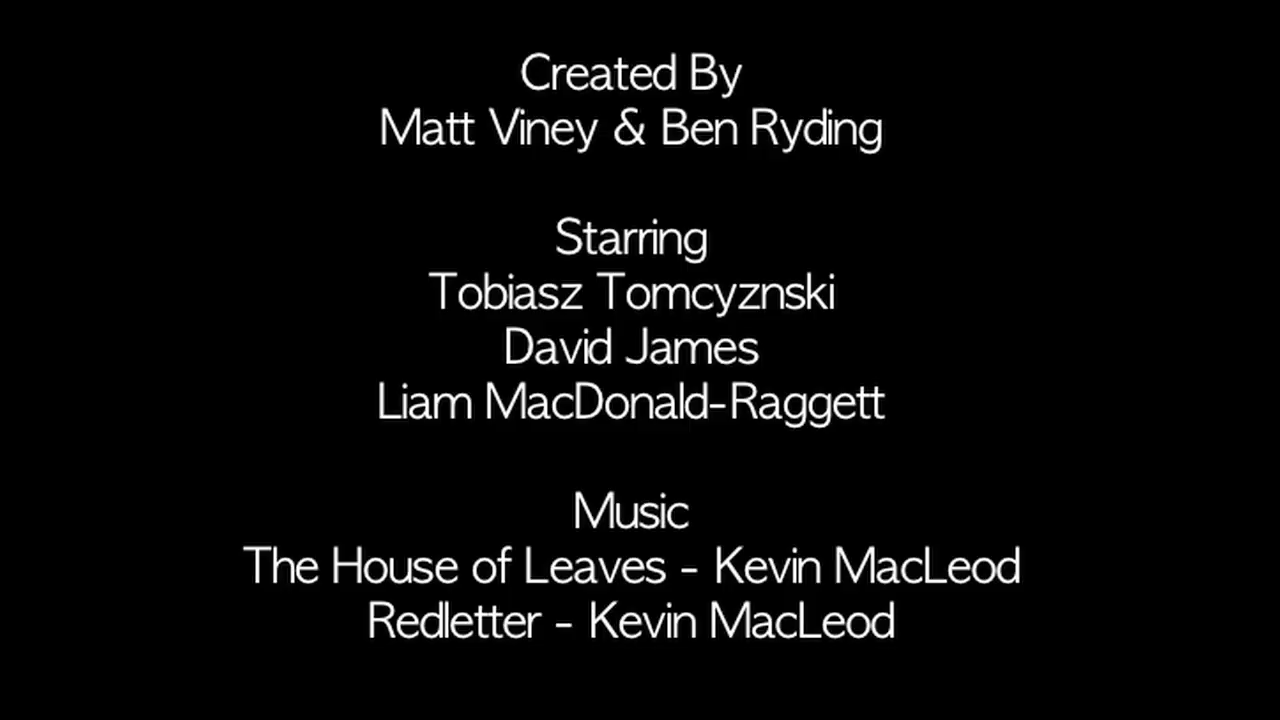 Created By
Matt Viney & Ben Ryding
Starring
Tobiasz Tomcyznski
David James
Liam MacDonald-Raggett
Music
The House of Leaves - Kevin MacLeod
Redletter - Kevin MacLeod